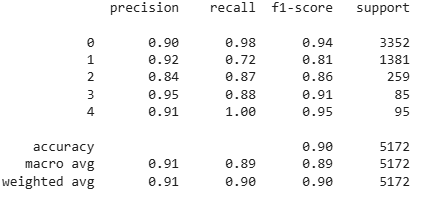 precision recall f1-score support
0 0.90 0.98 0.94 3352
1 0.92 0.72 0.81 1381
2 0.84 0.87 0.86 259
3 0.95 0.88 0.91 85
4 0.91 1.00 0.95 95
accuracy 0.90 5172
macro avg 0.91 0.89 0.89 5172
weighted avg 0.91 0.90 0.90 5172